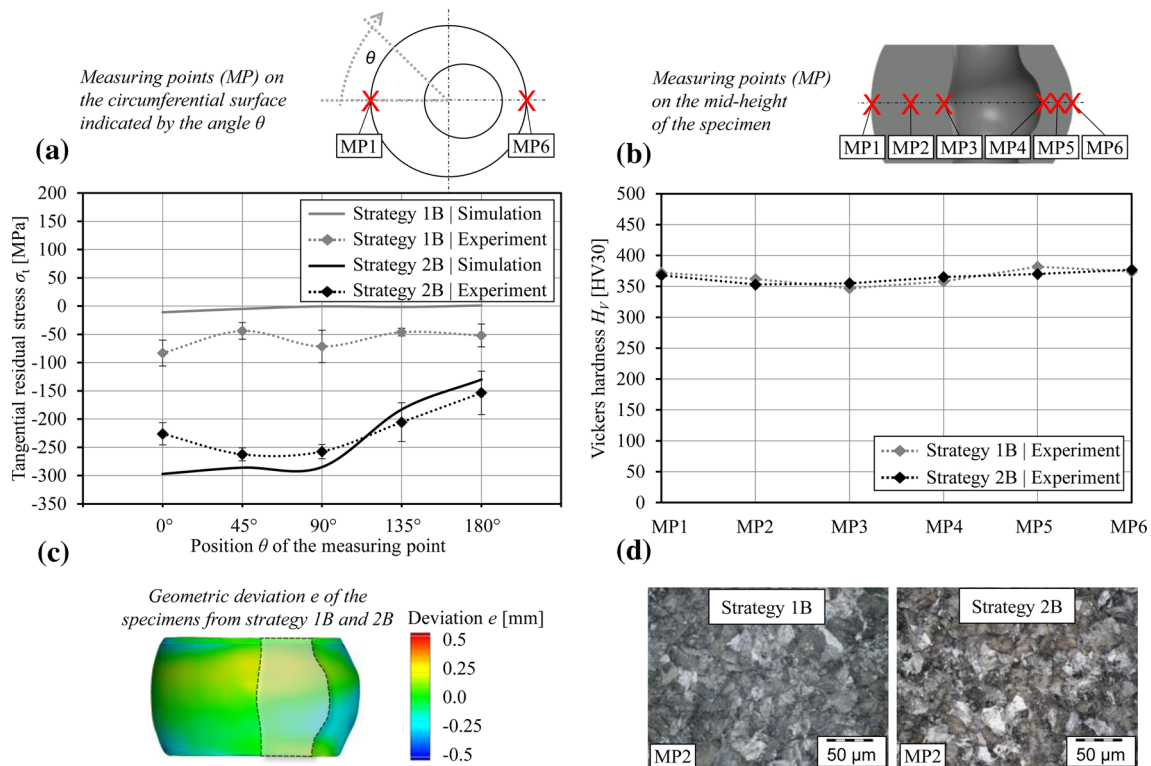 Measuring points (MP) on
the circumferential surface
indicated by the angle θ
θ
MP1
MP6
(a)
Measuring points (MP)
on the mid-height
of the specimen
MP1
MP2
MP3
MP4
MP5
MP6
(b)
Tangential residual stress σt [MPa]
200
150
100
50
0
-50
-100
-150
-200
-250
-300
-350
Strategy 1B | Simulation
Strategy 1B | Experiment
Strategy 2B | Simulation
Strategy 2B | Experiment
0°
45°
90°
135°
180°
Position θ of the measuring point
Vickers hardness HV [HV30]
500
450
400
350
300
250
300
350
100
50
0
Strategy 1B | Experiment
Strategy 2B | Experiment
MP1
MP2
MP3
MP4
MP5
MP6
(c)
Geometric deviation e of the
specimens from strategy 1B and 2B
Deviation e [mm]
0.5
0.25
0.0
-0.25
-0.5
(d)
Strategy 1B
MP2
50 µm
Strategy 2B
MP2
50 µm